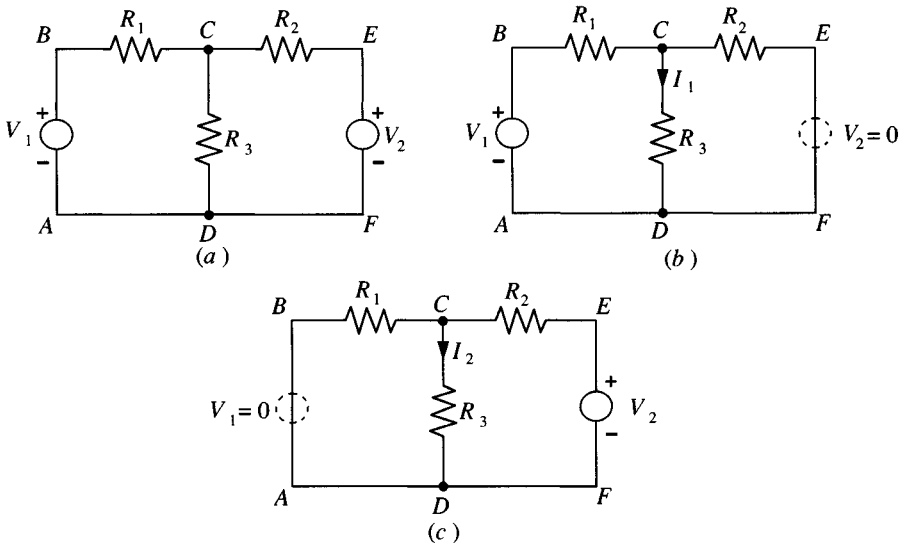 B R₁ C R₂ E
V₁ + − R₃ + − V₂
A D F
(a)
B R₁ C R₂ E
I₁
V₁ + − R₃ V₂ = 0
A D F
(b)
B R₁ C R₂ E
I₂
V₁ = 0 R₃ + − V₂
A D F
(c)